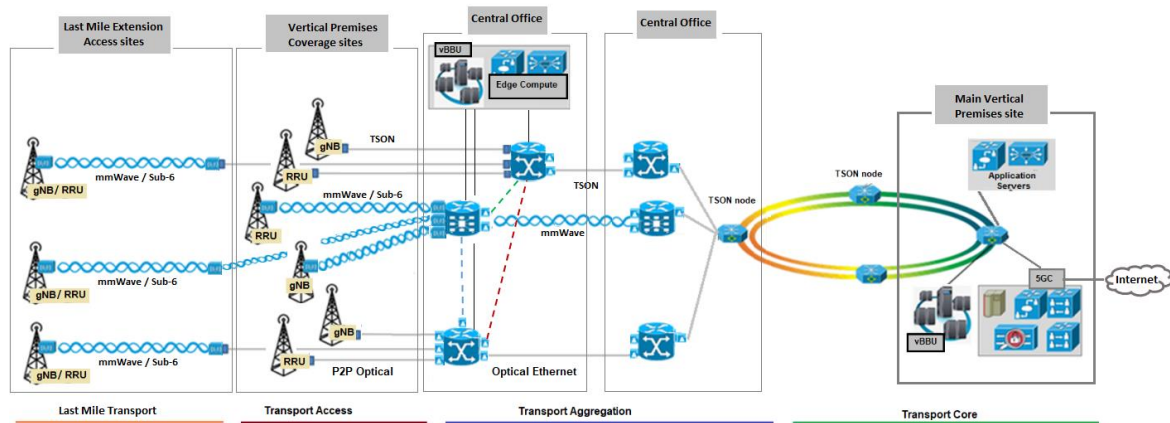 Last Mile Extension
Access sites
Vertical Premises
Coverage sites
Central Office
Central Office
vBBU
Edge Compute
Main Vertical
Premises site
gNB
TSON
Application
Servers
gNB/ RRU
mmWave / Sub-6
RRU
mmWave / Sub-6
TSON
TSON node
TSON node
RRU
mmWave
gNB/ RRU
mmWave / Sub-6
gNB
5GC
Internet
vBBU
gNB
gNB/ RRU
mmWave / Sub-6
RRU
P2P Optical
Optical Ethernet
Last Mile Transport
Transport Access
Transport Aggregation
Transport Core